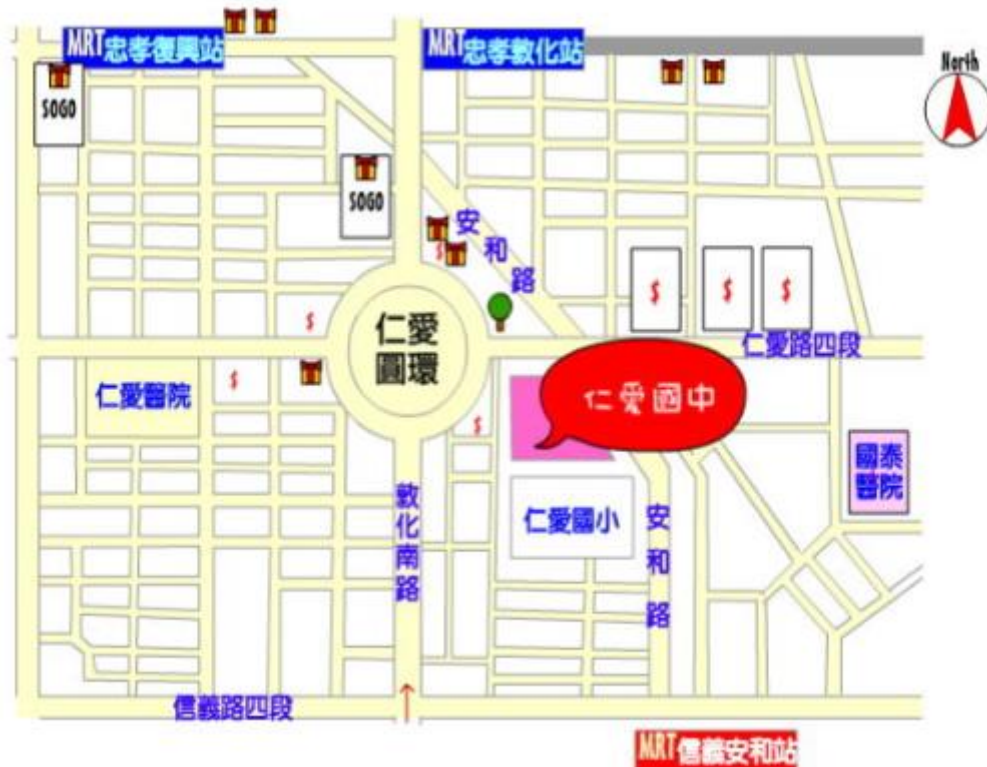 MRT忠孝復興站
MRT忠孝敦化站
North
SOGO
SOGO
安和路
$
$
$
$
$
仁愛
圓環
仁愛路四段
仁愛醫院
$
仁愛國中
$
國泰
醫院
敦化南路
仁愛國小
安和路
信義路四段
MRT信義安和站